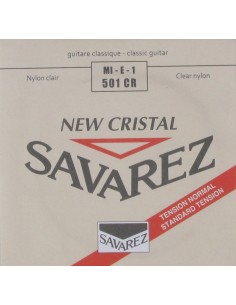 guitare classique - classic guitar
Nylon clair
MI - E - 1
501 CR
Clear nylon
NEW CRISTAL
SAVAREZ
TENSION NORMAL
STANDARD TENSION
SAVAREZ